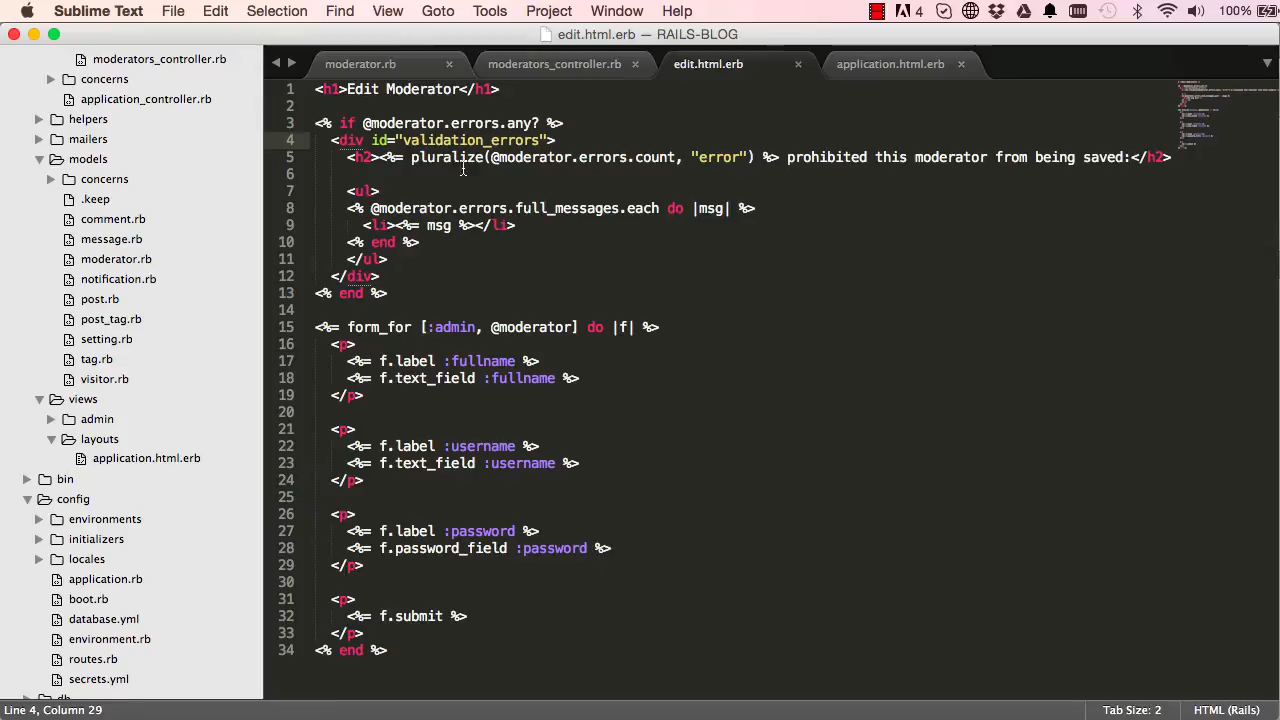 Sublime Text File Edit Selection Find View Goto Tools Project Window Help 4 100%
edit.html.erb — RAILS-BLOG
moderator.rb × moderators_controller.rb × edit.html.erb × application.html.erb ×
moderators_controller.rb
concerns
application_controller.rb
helpers
mailers
models
concerns
.keep
comment.rb
message.rb
moderator.rb
notification.rb
post.rb
post_tag.rb
setting.rb
tag.rb
visitor.rb
views
admin
layouts
application.html.erb
bin
config
environments
initializers
locales
application.rb
boot.rb
database.yml
environment.rb
routes.rb
secrets.yml
1 <h1>Edit Moderator</h1>
2
3 <% if @moderator.errors.any? %>
4 <div id="validation_errors">
5 <h2><%= pluralize(@moderator.errors.count, "error") %> prohibited this moderator from being saved:</h2>
6
7 <ul>
8 <% @moderator.errors.full_messages.each do |msg| %>
9 <li><%= msg %></li>
10 <% end %>
11 </ul>
12 </div>
13 <% end %>
14
15 <%= form_for [:admin, @moderator] do |f| %>
16 <p>
17 <%= f.label :fullname %>
18 <%= f.text_field :fullname %>
19 </p>
20
21 <p>
22 <%= f.label :username %>
23 <%= f.text_field :username %>
24 </p>
25
26 <p>
27 <%= f.label :password %>
28 <%= f.password_field :password %>
29 </p>
30
31 <p>
32 <%= f.submit %>
33 </p>
34 <% end %>
Line 4, Column 29 Tab Size: 2 HTML (Rails)